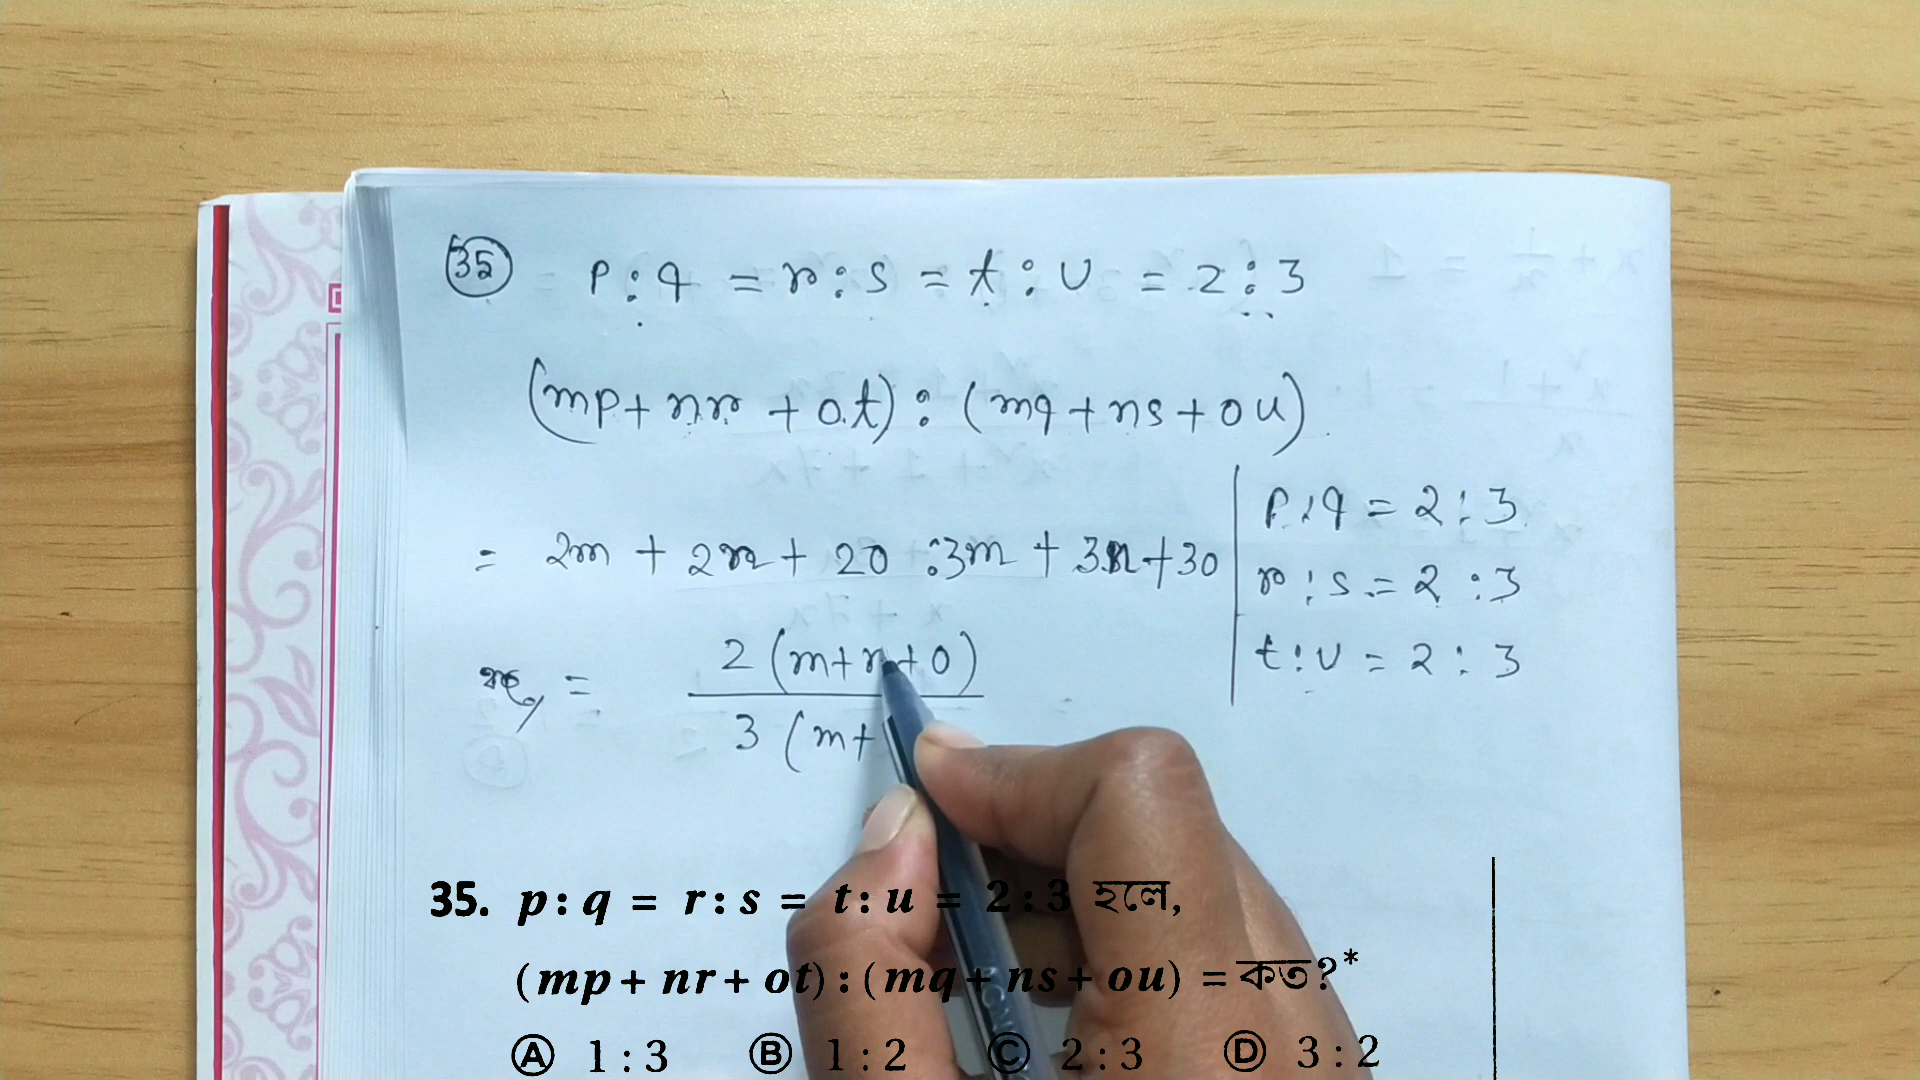 35 p : q = r : s = t : u = 2 : 3
(mp + nr + ot) : (mq + ns + ou)
= 2m + 2n + 2o : 3m + 3n + 3o
p : q = 2 : 3
r : s = 2 : 3
t : u = 2 : 3
= 2 (m + n + o)
3 (m +
35. p : q = r : s = t : u = 2 : 3 হলে,
(mp + nr + ot) : (mq + ns + ou) = কত?*
Ⓐ 1 : 3 Ⓑ 1 : 2 Ⓒ 2 : 3 Ⓓ 3 : 2